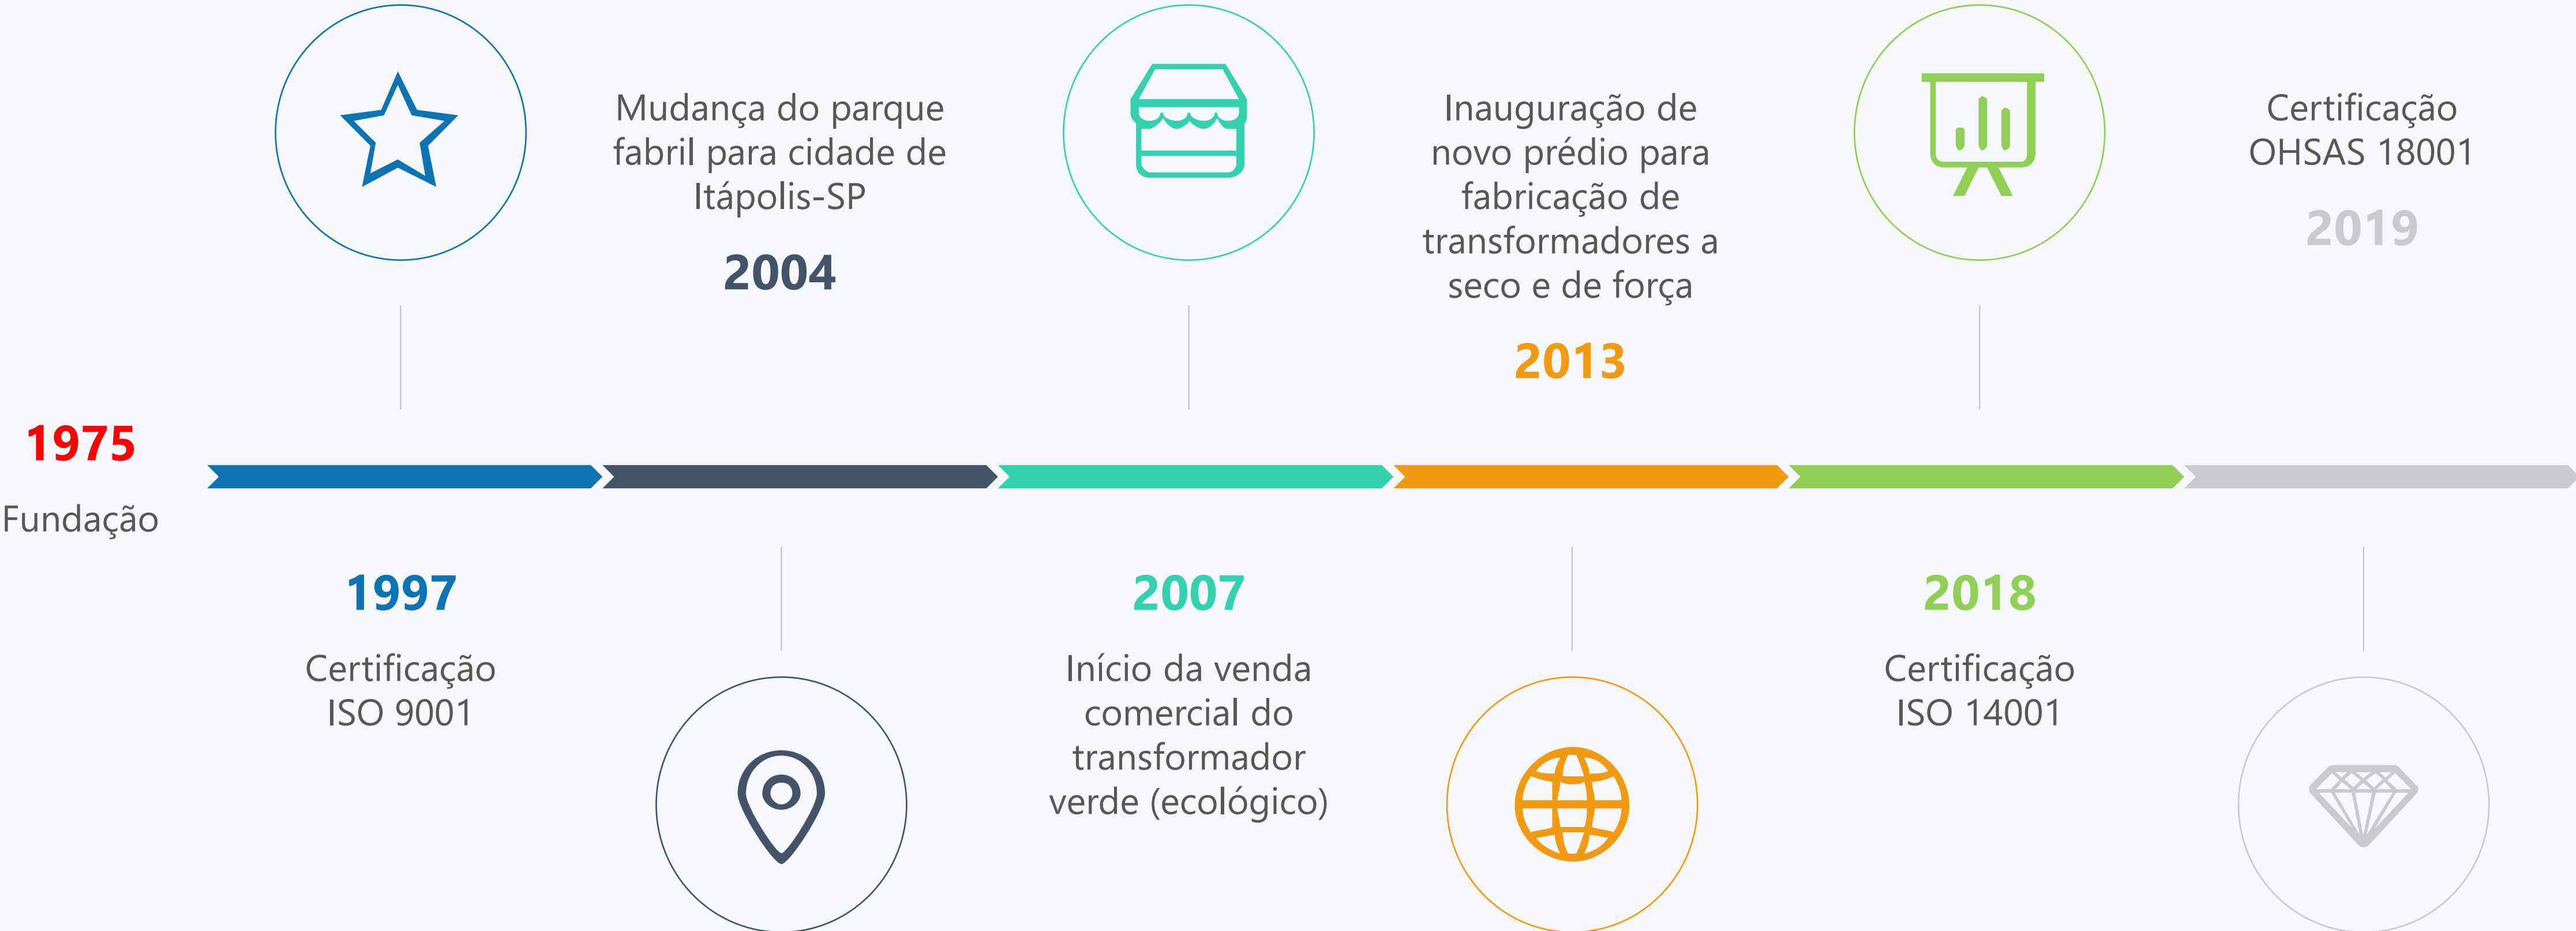 1975
Fundação
1997
Certificação
ISO 9001
Mudança do parque
fabril para cidade de
Itápolis-SP
2004
2007
Início da venda
comercial do
transformador
verde (ecológico)
Inauguração de
novo prédio para
fabricação de
transformadores a
seco e de força
2013
2018
Certificação
ISO 14001
Certificação
OHSAS 18001
2019